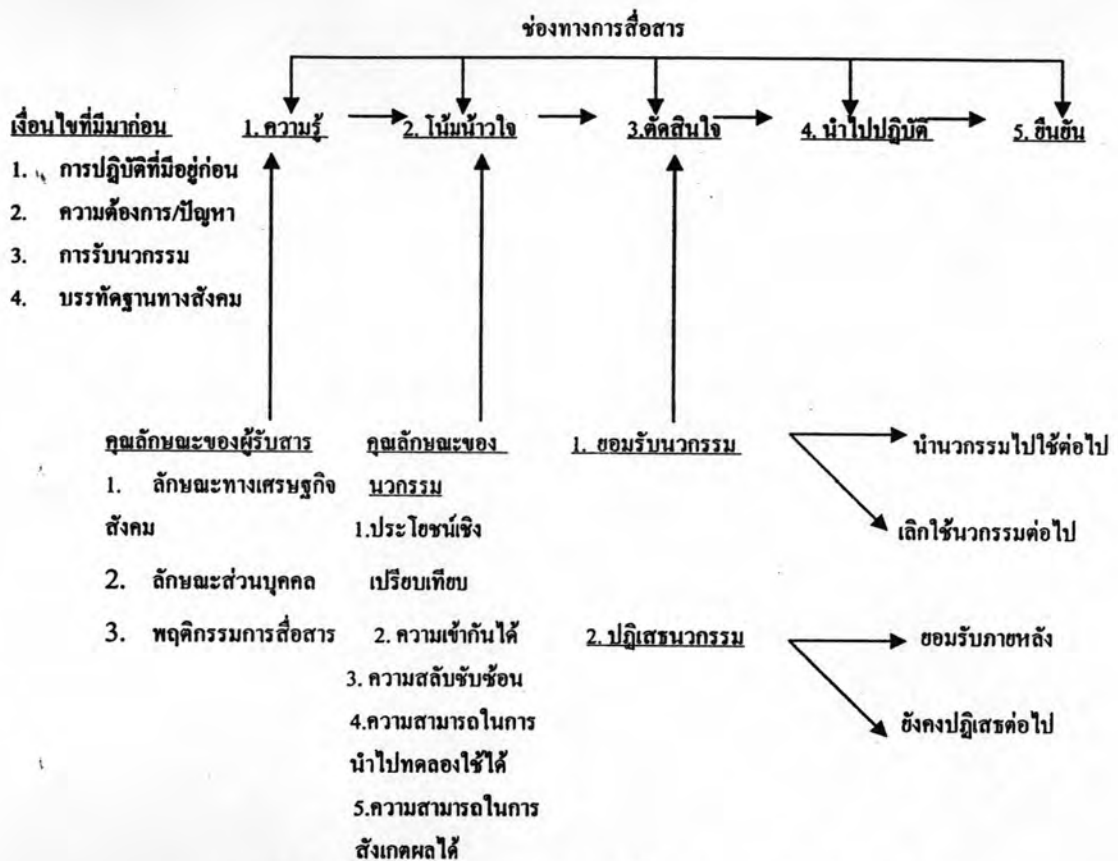 ช่องทางการสื่อสาร
เงื่อนไขที่มีมาก่อน 1. ความรู้ 2. โน้มน้าวใจ 3.ตัดสินใจ 4. นำไปปฏิบัติ 5. ยืนยัน
1. การปฏิบัติที่มีอยู่ก่อน
2. ความต้องการ/ปัญหา
3. การรับนวกรรม
4. บรรทัดฐานทางสังคม
คุณลักษณะของผู้รับสาร
1. ลักษณะทางเศรษฐกิจ
สังคม
2. ลักษณะส่วนบุคคล
3. พฤติกรรมการสื่อสาร
คุณลักษณะของ
นวกรรม
1.ประโยชน์เชิง
เปรียบเทียบ
2. ความเข้ากันได้
3. ความสลับซับซ้อน
4.ความสามารถในการ
นำไปทดลองใช้ได้
5.ความสามารถในการ
สังเกตผลได้
1. ยอมรับนวกรรม
นำนวกรรมไปใช้ต่อไป
เลิกใช้นวกรรมต่อไป
2. ปฏิเสธนวกรรม
ยอมรับภายหลัง
ยังคงปฏิเสธต่อไป